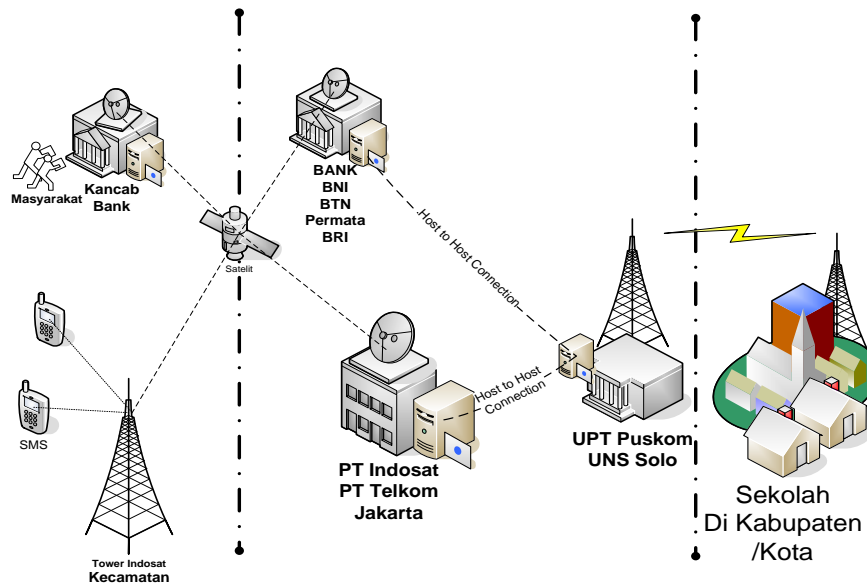 Masyarakat
Kancab
Bank
BANK
BNI
BTN
Permata
BRI
Satelit
Host to Host Connection
Host to Host
Connection
SMS
Tower Indosat
Kecamatan
PT Indosat
PT Telkom
Jakarta
UPT Puskom
UNS Solo
Sekolah
Di Kabupaten
/Kota